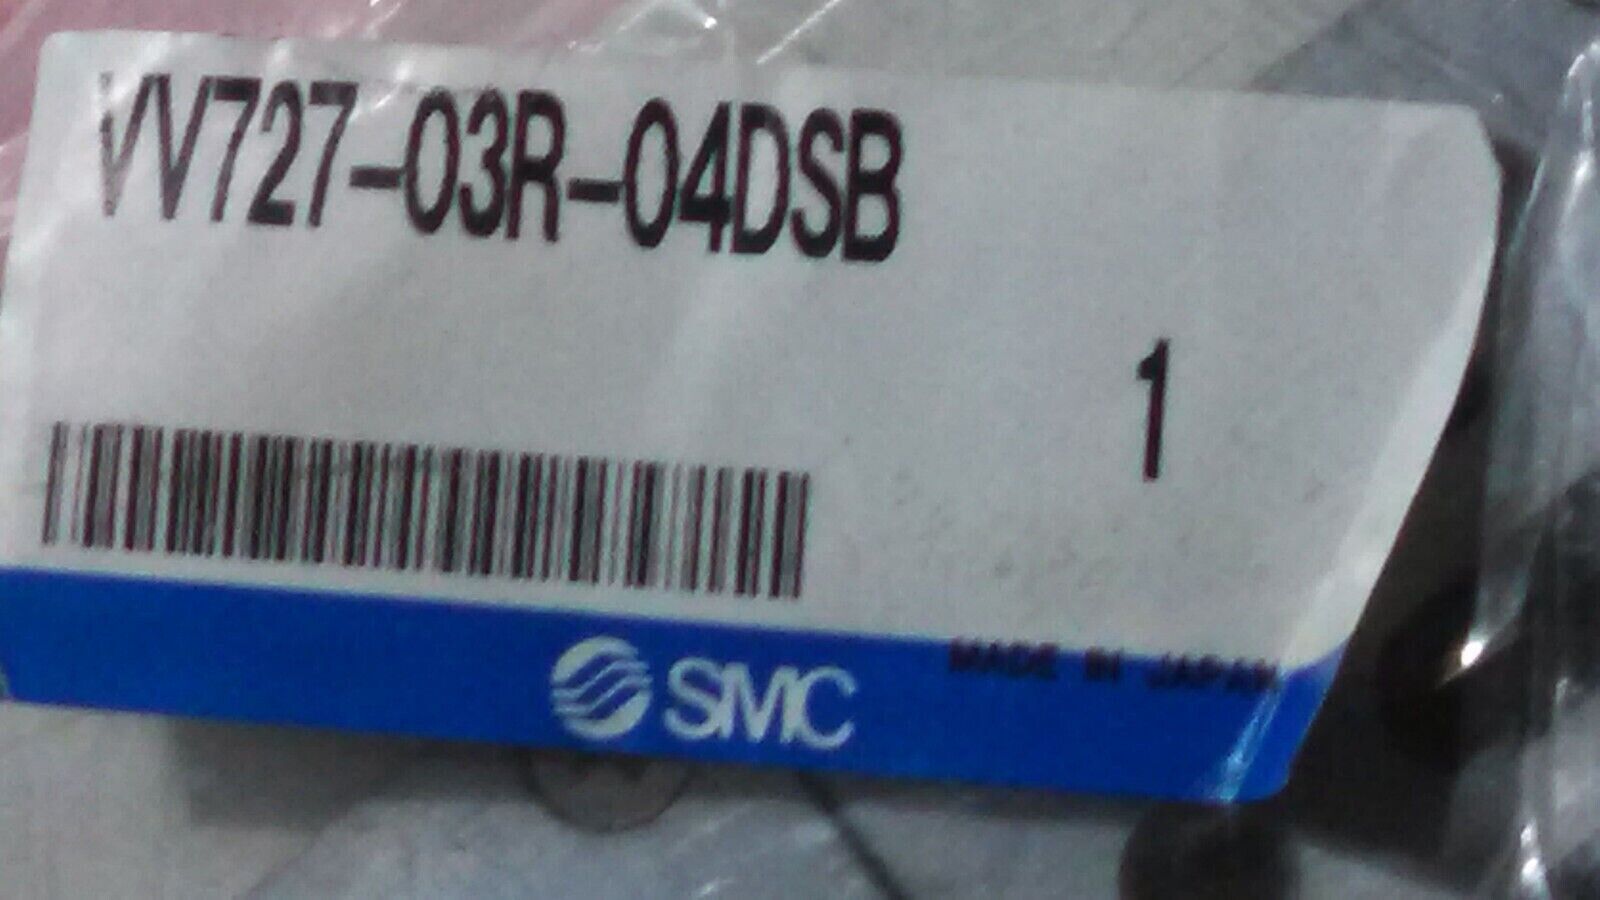 VV727-03R-04DSB
1
SMC
MADE IN JAPAN